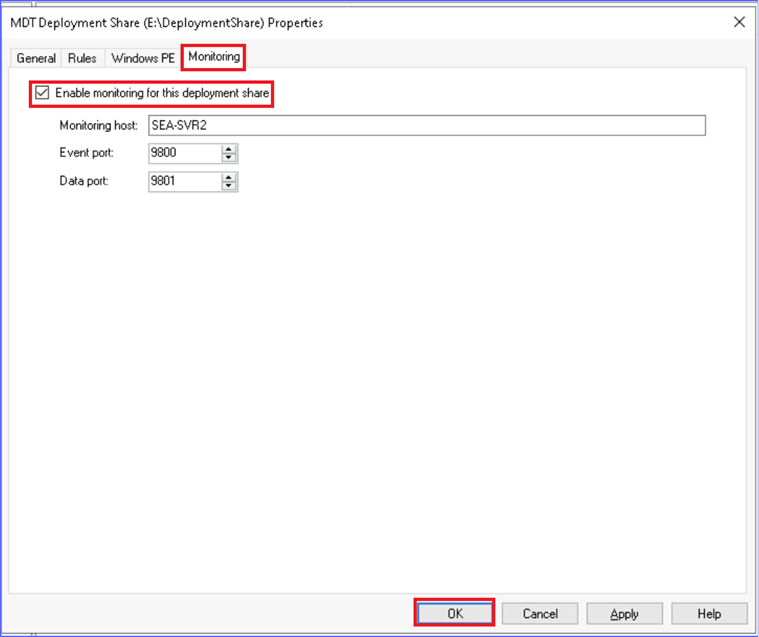 MDT Deployment Share (E:\DeploymentShare) Properties
General Rules Windows PE Monitoring
Enable monitoring for this deployment share
Monitoring host: SEA-SVR2
Event port: 9800
Data port: 9801
OK Cancel Apply Help